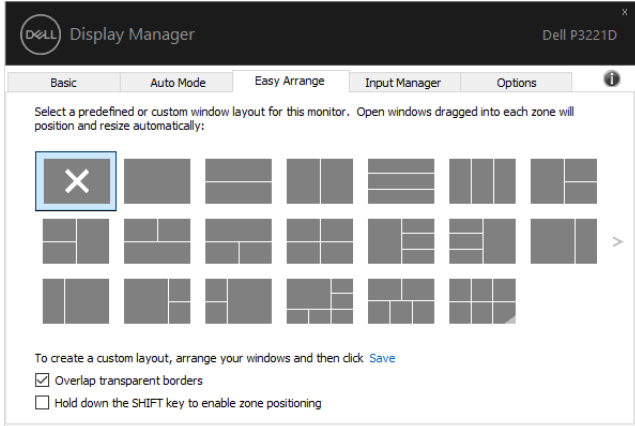 x
DELL Display Manager Dell P3221D
Basic Auto Mode Easy Arrange Input Manager Options i
Select a predefined or custom window layout for this monitor. Open windows dragged into each zone will
position and resize automatically:
>
To create a custom layout, arrange your windows and then click Save
Overlap transparent borders
Hold down the SHIFT key to enable zone positioning